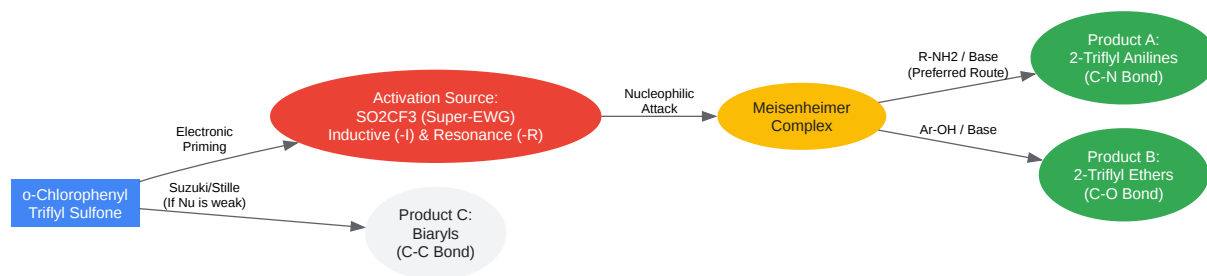 o-Chlorophenyl
Triflyl Sulfone
Electronic
Priming
Suzuki/Stille
(If Nu is weak)
Activation Source:
SO2CF3 (Super-EWG)
Inductive (-I) & Resonance (-R)
Product C:
Biaryls
(C-C Bond)
Nucleophilic
Attack
Meisenheimer
Complex
R-NH2 / Base
(Preferred Route)
Ar-OH / Base
Product A:
2-Triflyl Anilines
(C-N Bond)
Product B:
2-Triflyl Ethers
(C-O Bond)